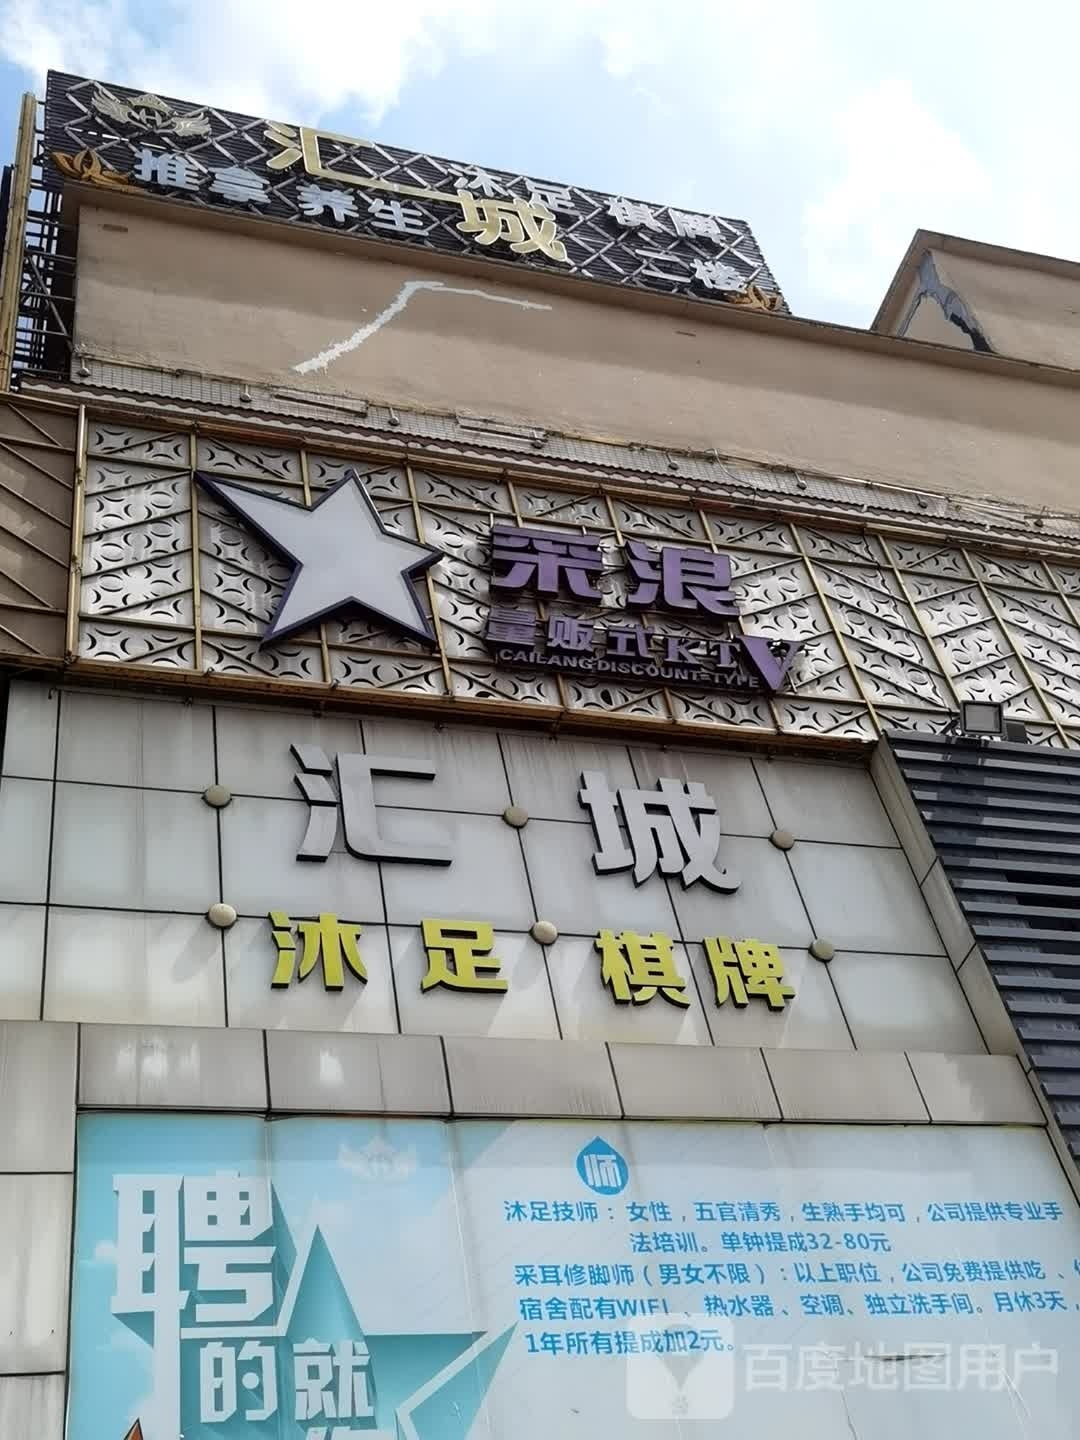 汇城
沐足 棋牌
推拿养生
二楼
采浪
量贩式KTV
CAILANG DISCOUNT-TYPE
汇城
沐足棋牌
聘
的就
师
沐足技师：女性，五官清秀，生熟手均可，公司提供专业手
法培训。单钟提成32-80元
采耳修脚师（男女不限）：以上职位，公司免费提供吃、
宿舍配有WIFI、热水器、空调、独立洗手间。月休3天，
1年所有提成加2元。
百度地图用户